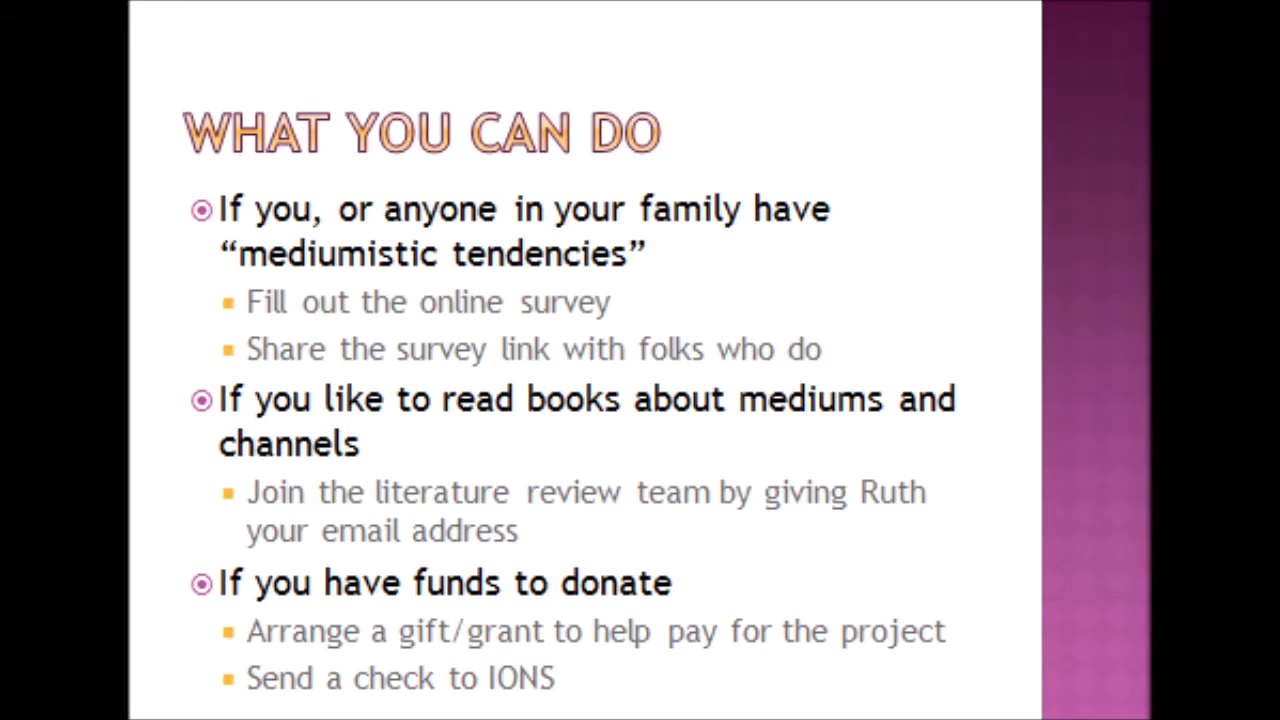 WHAT YOU CAN DO
If you, or anyone in your family have
“mediumistic tendencies”
Fill out the online survey
Share the survey link with folks who do
If you like to read books about mediums and
channels
Join the literature review team by giving Ruth
your email address
If you have funds to donate
Arrange a gift/grant to help pay for the project
Send a check to IONS